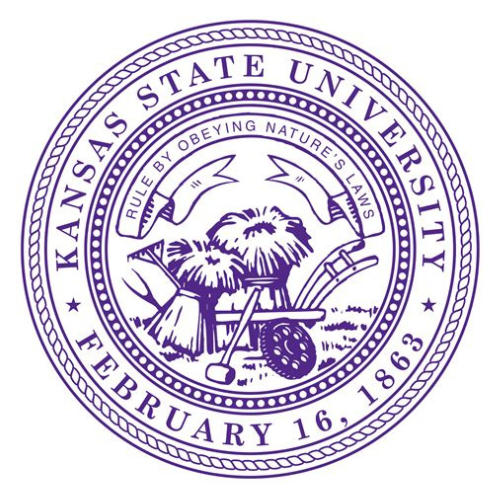 KANSAS STATE UNIVERSITY
RULE BY OBEYING NATURE'S LAWS
FEBRUARY 16, 1863